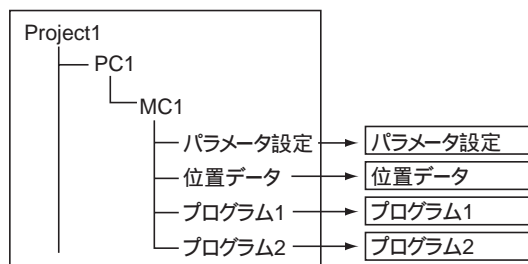 Project1
PC1
MC1
パラメータ設定 パラメータ設定
位置データ 位置データ
プログラム1 プログラム1
プログラム2 プログラム2